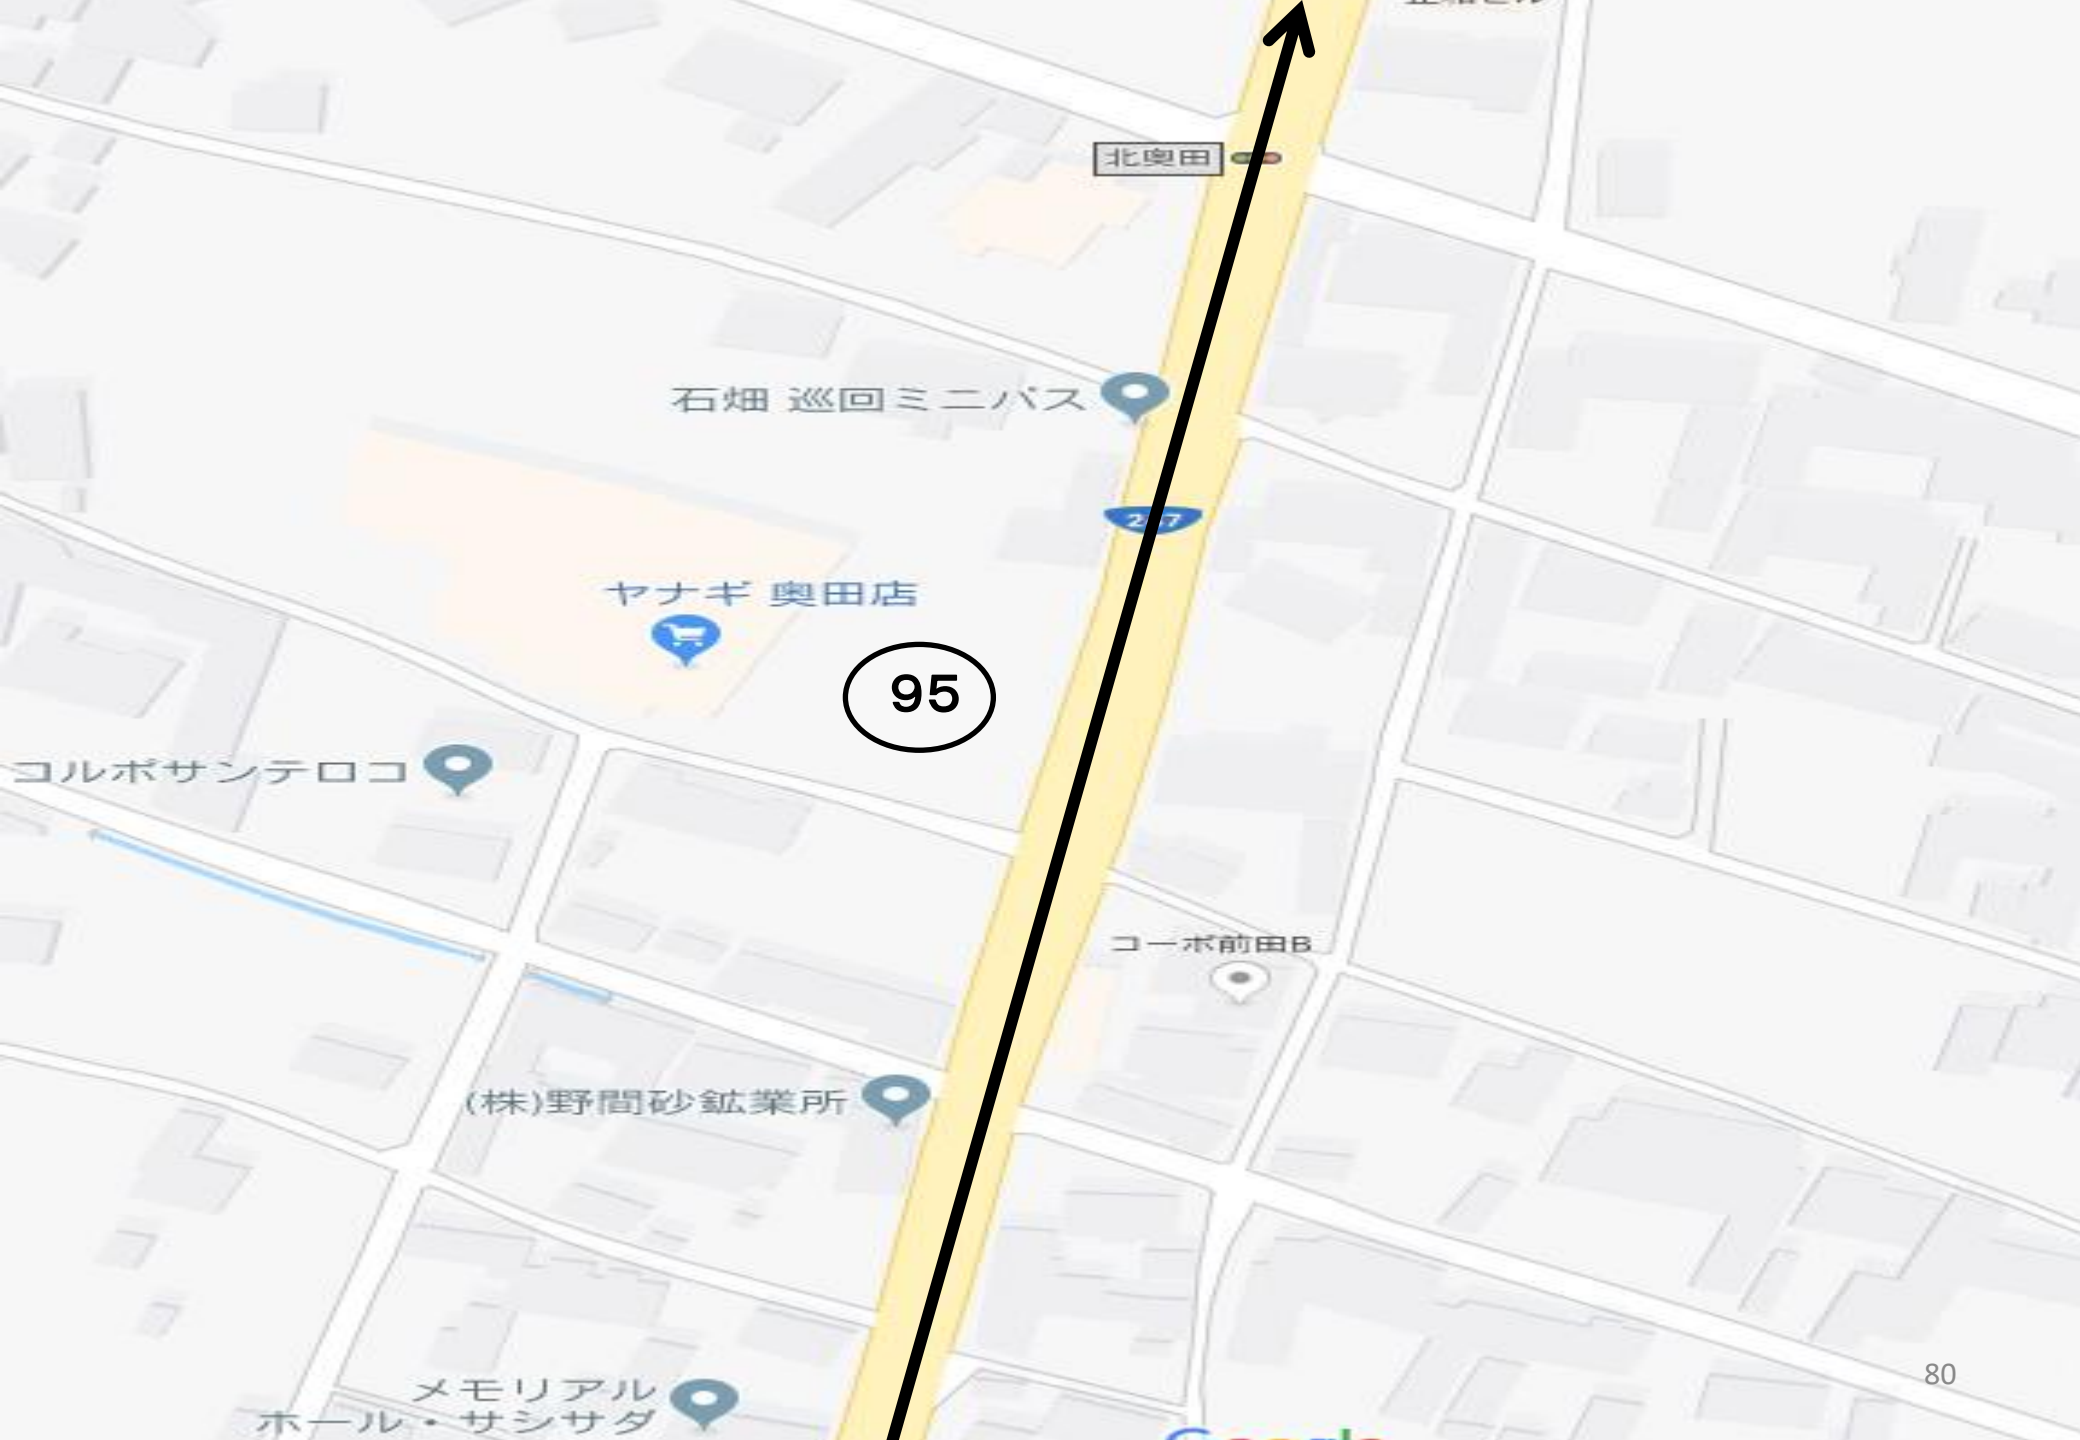 北奥田
石畑 巡回ミニバス
ヤナギ 奥田店
95
コルポサンテロコ
コーポ前田B
(株)野間砂鉱業所
80
メモリアル
ホール・サシサダ